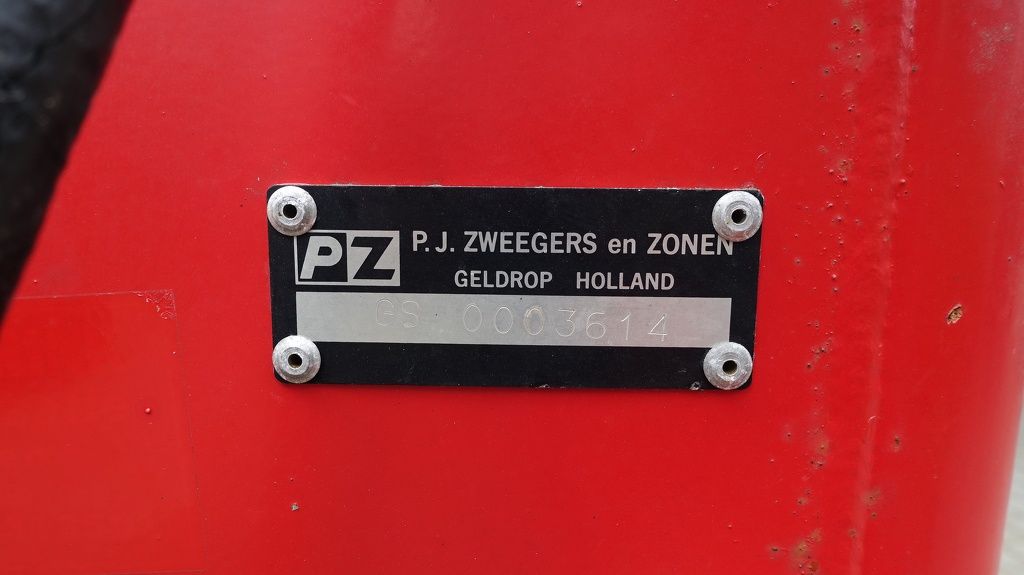 PZ
P.J. ZWEEGERS en ZONEN
GELDROP HOLLAND
GS 0003614